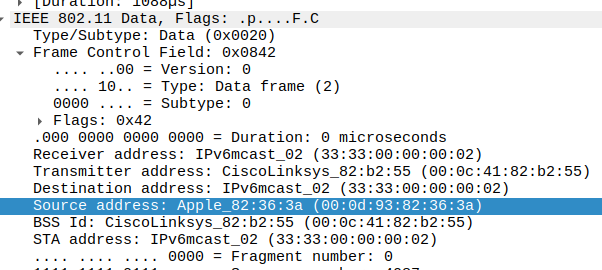 [Duration: 1088µs]
IEEE 802.11 Data, Flags: .p....F.C
Type/Subtype: Data (0x0020)
Frame Control Field: 0x0842
.... ..00 = Version: 0
.... 10.. = Type: Data frame (2)
0000 .... = Subtype: 0
Flags: 0x42
.000 0000 0000 0000 = Duration: 0 microseconds
Receiver address: IPv6mcast_02 (33:33:00:00:00:02)
Transmitter address: CiscoLinksys_82:b2:55 (00:0c:41:82:b2:55)
Destination address: IPv6mcast_02 (33:33:00:00:00:02)
Source address: Apple_82:36:3a (00:0d:93:82:36:3a)
BSS Id: CiscoLinksys_82:b2:55 (00:0c:41:82:b2:55)
STA address: IPv6mcast_02 (33:33:00:00:00:02)
.... .... .... 0000 = Fragment number: 0